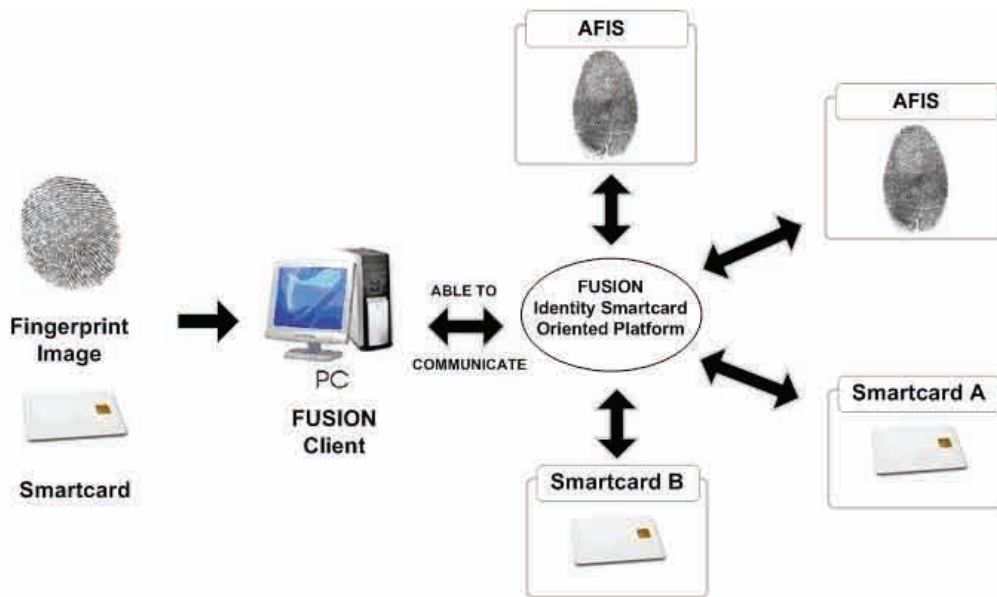 AFIS
AFIS
Fingerprint
Image
Smartcard
PC
FUSION
Client
ABLE TO
COMMUNICATE
FUSION
Identity Smartcard
Oriented Platform
Smartcard A
Smartcard B